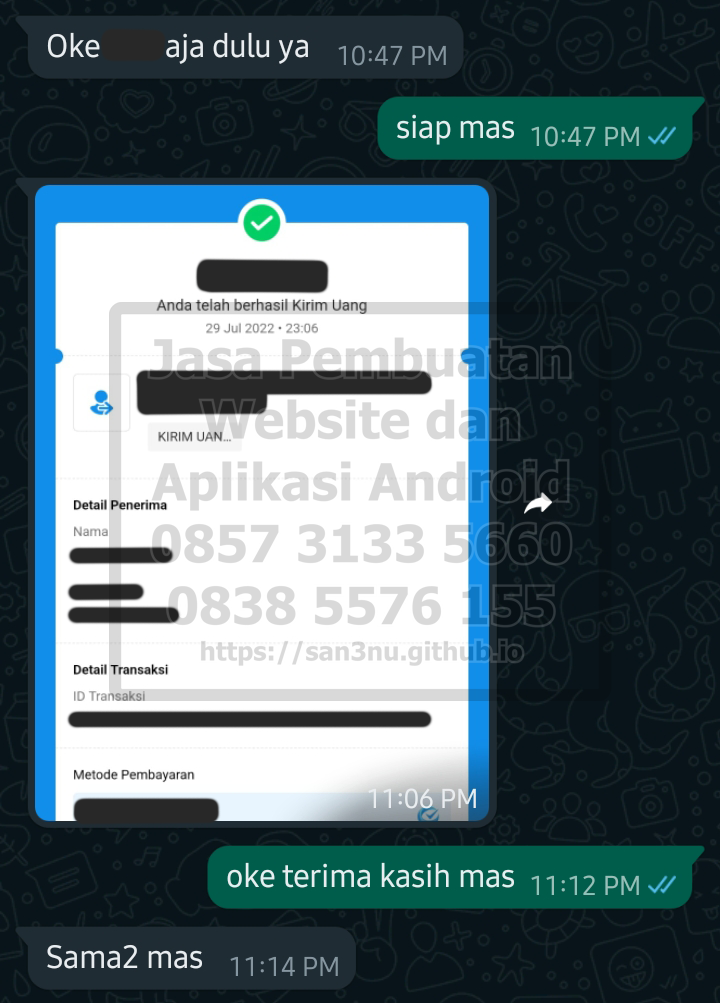 Oke aja dulu ya 10:47 PM
siap mas 10:47 PM
Anda telah berhasil Kirim Uang
29 Jul 2022 • 23:06
KIRIM UAN...
Detail Penerima
Nama
Detail Transaksi
ID Transaksi
Metode Pembayaran
11:06 PM
Jasa Pembuatan
Website dan
Aplikasi Android
0857 3133 5660
0838 5576 155
https://san3nu.github.io
oke terima kasih mas 11:12 PM
Sama2 mas 11:14 PM